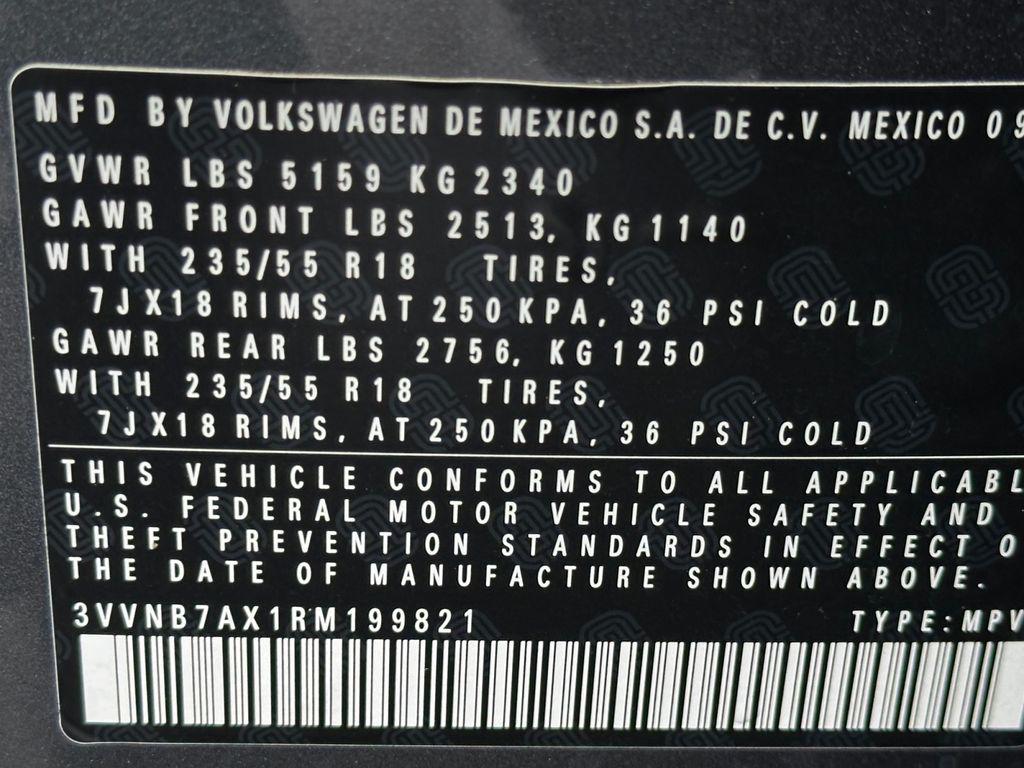 MFD BY VOLKSWAGEN DE MEXICO S.A. DE C.V. MEXICO 09
GVWR LBS 5159 KG 2340
GAWR FRONT LBS 2513, KG 1140
WITH 235/55 R18 TIRES,
7JX18 RIMS, AT 250 KPA, 36 PSI COLD
GAWR REAR LBS 2756, KG 1250
WITH 235/55 R18 TIRES,
7JX18 RIMS, AT 250 KPA, 36 PSI COLD
THIS VEHICLE CONFORMS TO ALL APPLICABL
U.S. FEDERAL MOTOR VEHICLE SAFETY AND
THEFT PREVENTION STANDARDS IN EFFECT O
THE DATE OF MANUFACTURE SHOWN ABOVE.
3VVNB7AX1RM199821 TYPE:MPV